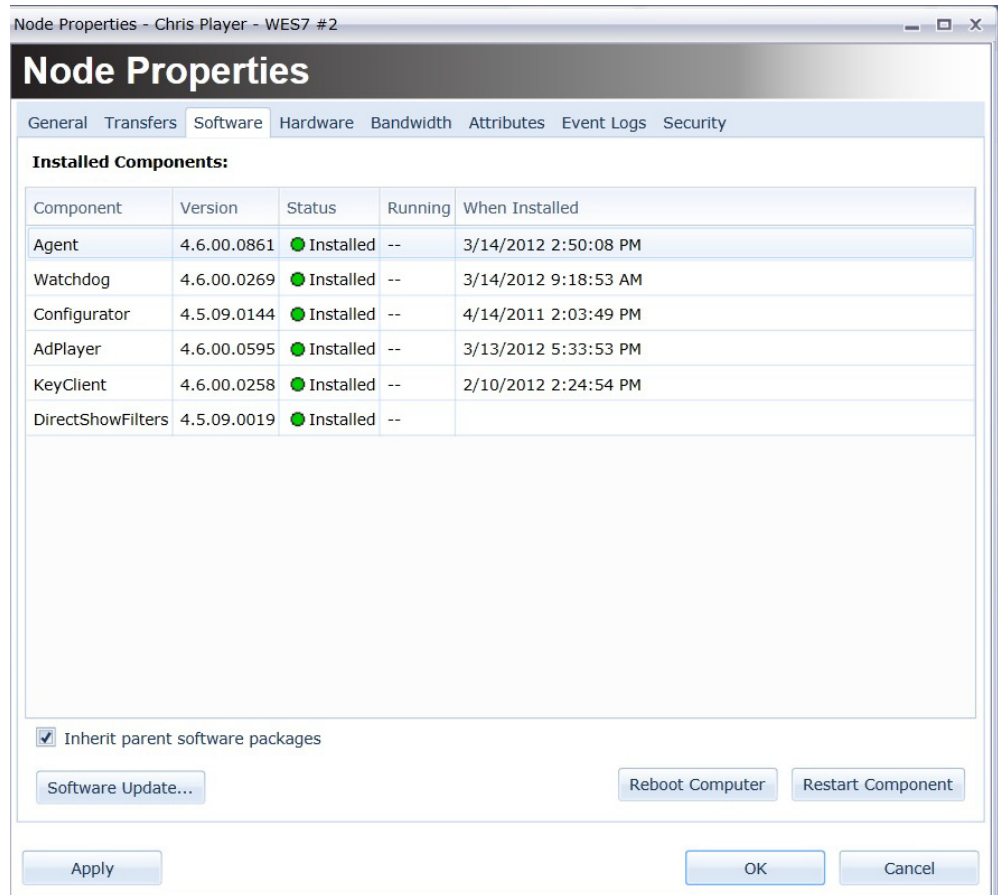 Node Properties - Chris Player - WES7 #2
Node Properties
General Transfers Software Hardware Bandwidth Attributes Event Logs Security
Installed Components:
Component Version Status Running When Installed
Agent 4.6.00.0861 Installed -- 3/14/2012 2:50:08 PM
Watchdog 4.6.00.0269 Installed -- 3/14/2012 9:18:53 AM
Configurator 4.5.09.0144 Installed -- 4/14/2011 2:03:49 PM
AdPlayer 4.6.00.0595 Installed -- 3/13/2012 5:33:53 PM
KeyClient 4.6.00.0258 Installed -- 2/10/2012 2:24:54 PM
DirectShowFilters 4.5.09.0019 Installed --
Inherit parent software packages
Software Update... Reboot Computer Restart Component
Apply OK Cancel